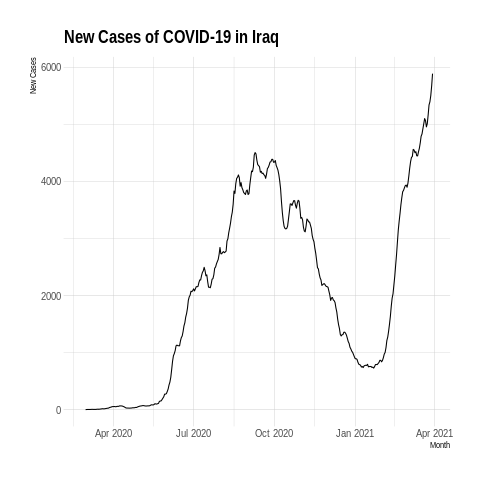 New Cases of COVID-19 in Iraq
New Cases
6000
4000
2000
0
Apr 2020 Jul 2020 Oct 2020 Jan 2021 Apr 2021
Month